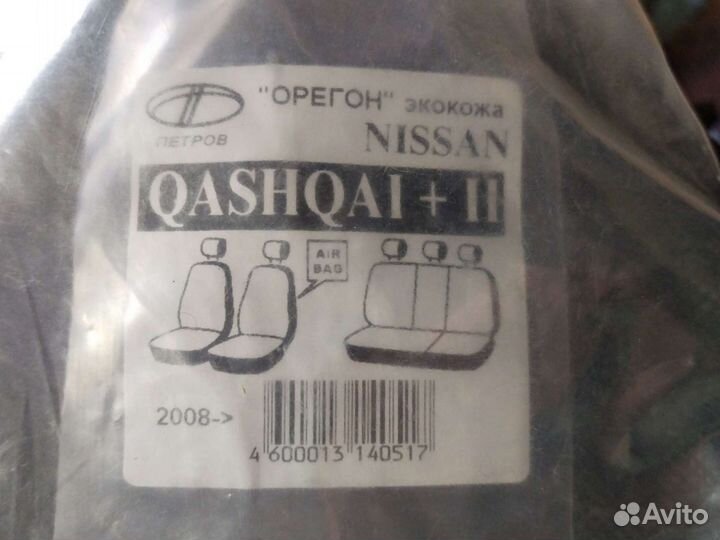 "ОРЕГОН" экокожа
ПЕТРОВ
NISSAN
QASHQAI + II
AIR
BAG
2008->
4 600013 140517
Avito